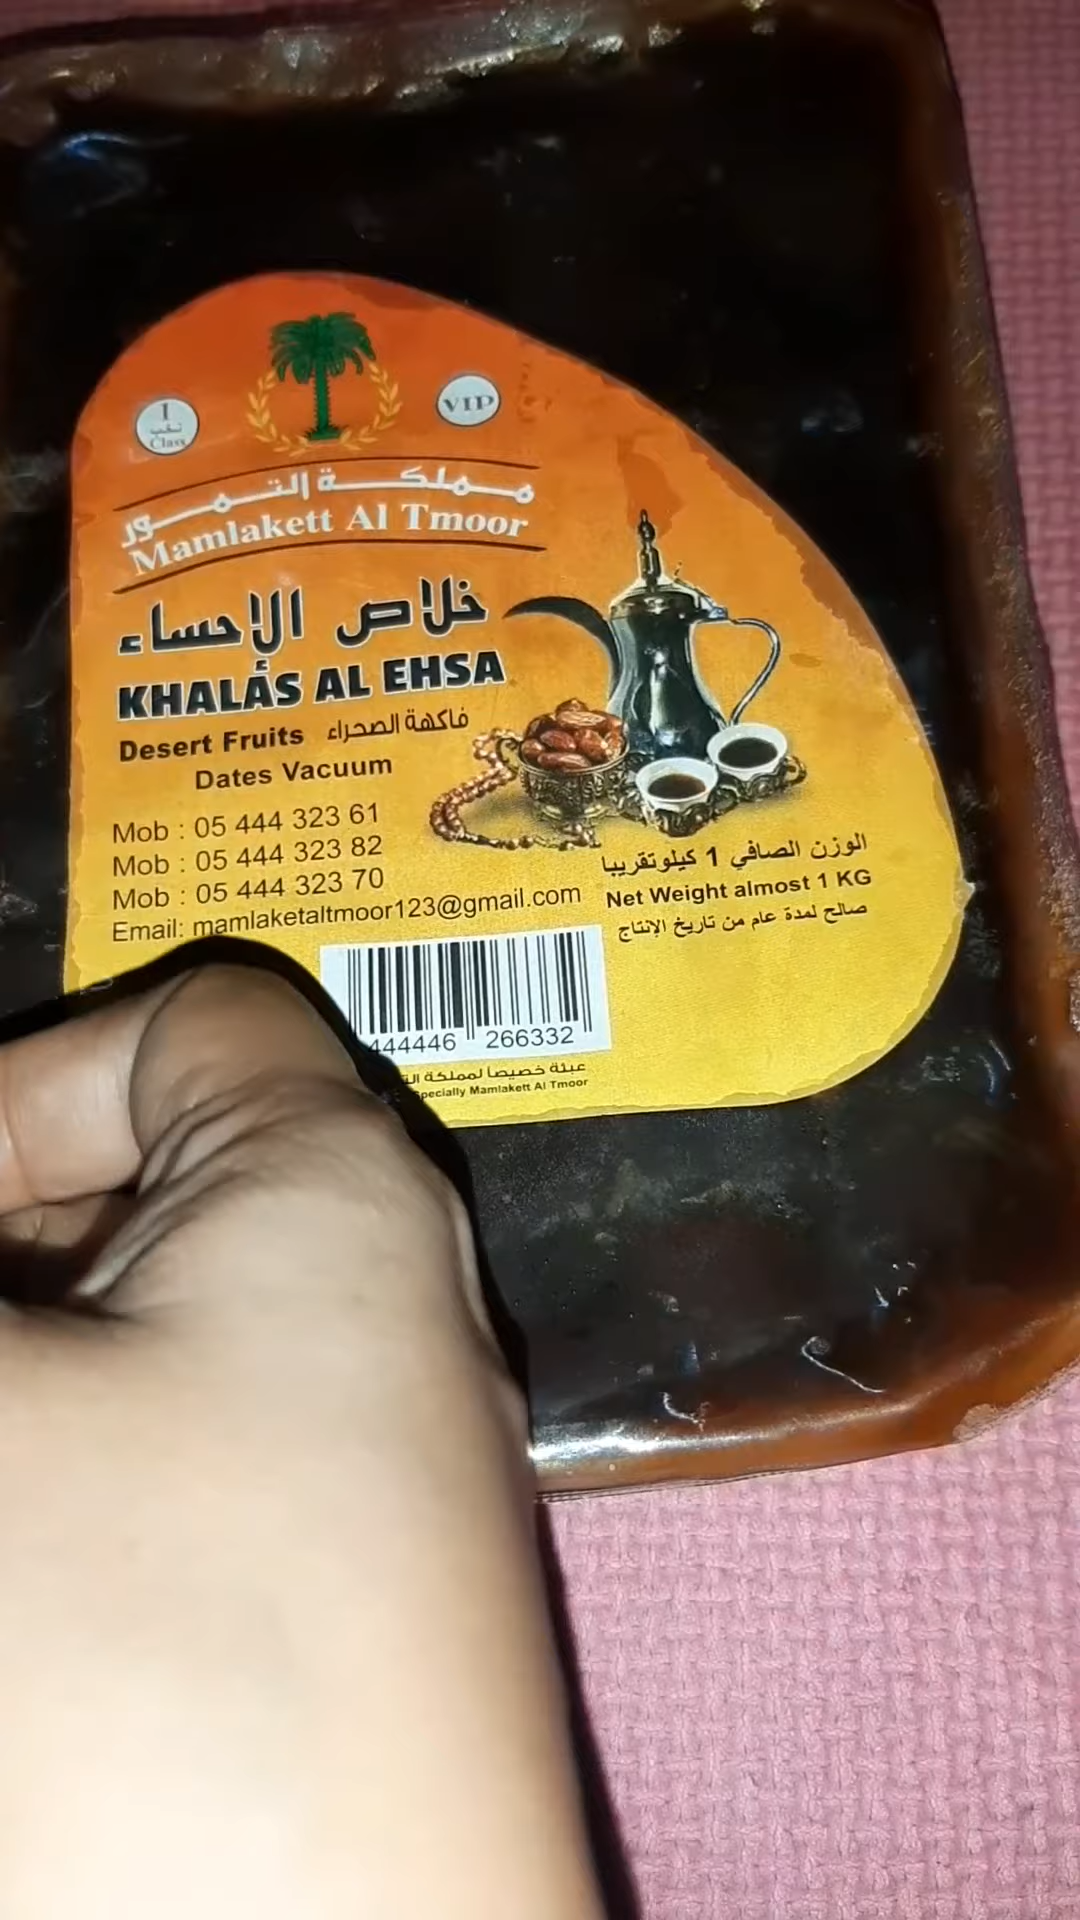 I
نخب
Class
VIP
مملكة التمور
Mamlakett Al Tmoor
خلاص الإحساء
KHALAS AL EHSA
Desert Fruits فاكهة الصحراء
Dates Vacuum
Mob : 05 444 323 61
Mob : 05 444 323 82
Mob : 05 444 323 70
Email: mamlaketaltmoor123@gmail.com
الوزن الصافي 1 كيلوتقريبا
Net Weight almost 1 KG
صالح لمدة عام من تاريخ الإنتاج
444446 266332
عبئة خصيصاً لمملكة
Mamlakett Al Tmoor